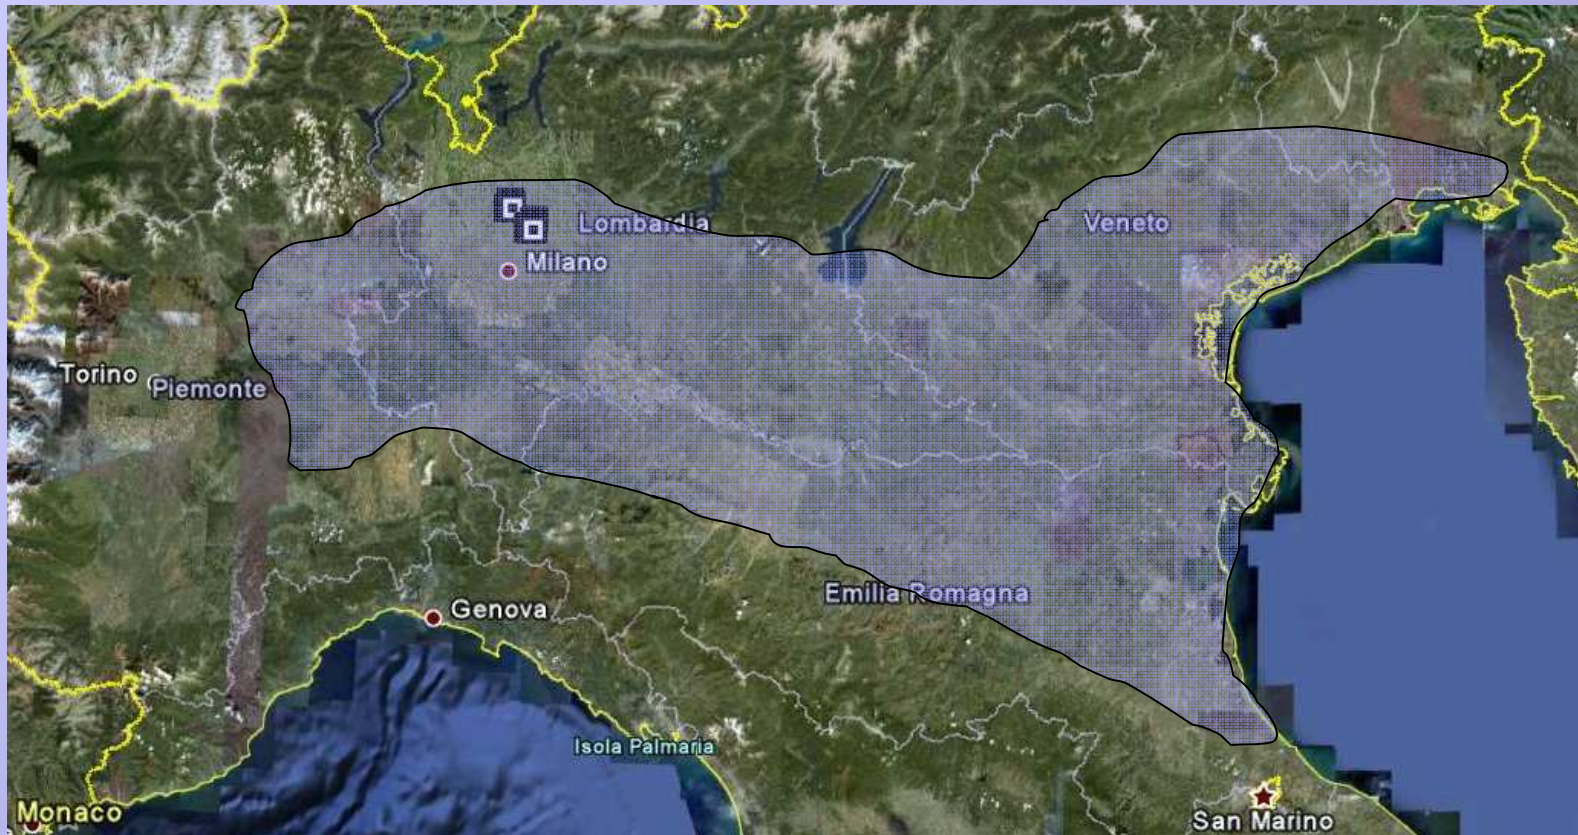 Lombardia
Veneto
Milano
Torino
Piemonte
Emilia Romagna
Genova
Isola Palmaria
Monaco
San Marino